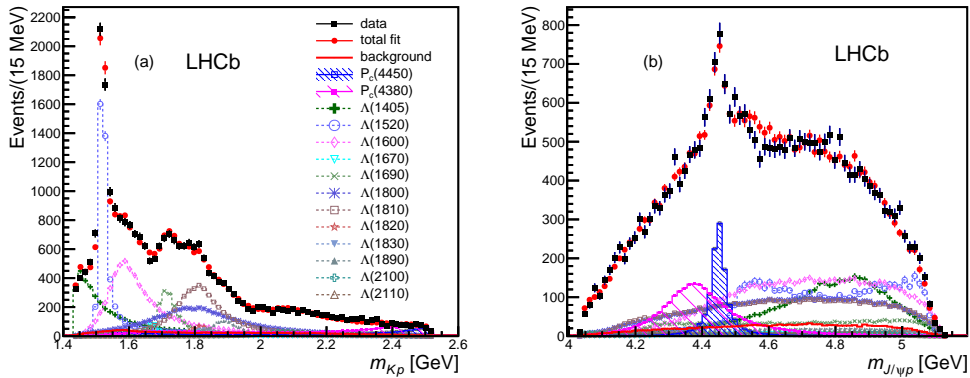 Events/(15 MeV)
2200
2000
1800
1600
1400
1200
1000
800
600
400
200
0
1.4 1.6 1.8 2 2.2 2.4 2.6
m_{Kp} [GeV]
(a)
LHCb
data
total fit
background
P_c(4450)
P_c(4380)
Λ(1405)
Λ(1520)
Λ(1600)
Λ(1670)
Λ(1690)
Λ(1800)
Λ(1810)
Λ(1820)
Λ(1830)
Λ(1890)
Λ(2100)
Λ(2110)
Events/(15 MeV)
800
700
600
500
400
300
200
100
0
4 4.2 4.4 4.6 4.8 5
m_{J/ψp} [GeV]
(b)
LHCb